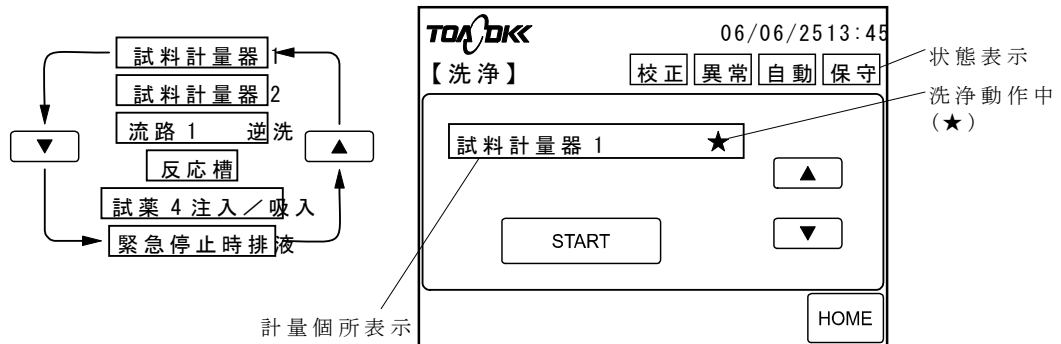 試料計量器 1
試料計量器 2
流路 1　逆洗
反応槽
試薬 4 注入／吸入
緊急停止時排液
▼
▲
TOA DKK
06/06/25 13:45
【洗浄】
校正 異常 自動 保守
試料計量器 1 ★
▲
▼
START
HOME
状態表示
洗浄動作中
(★)
計量個所表示